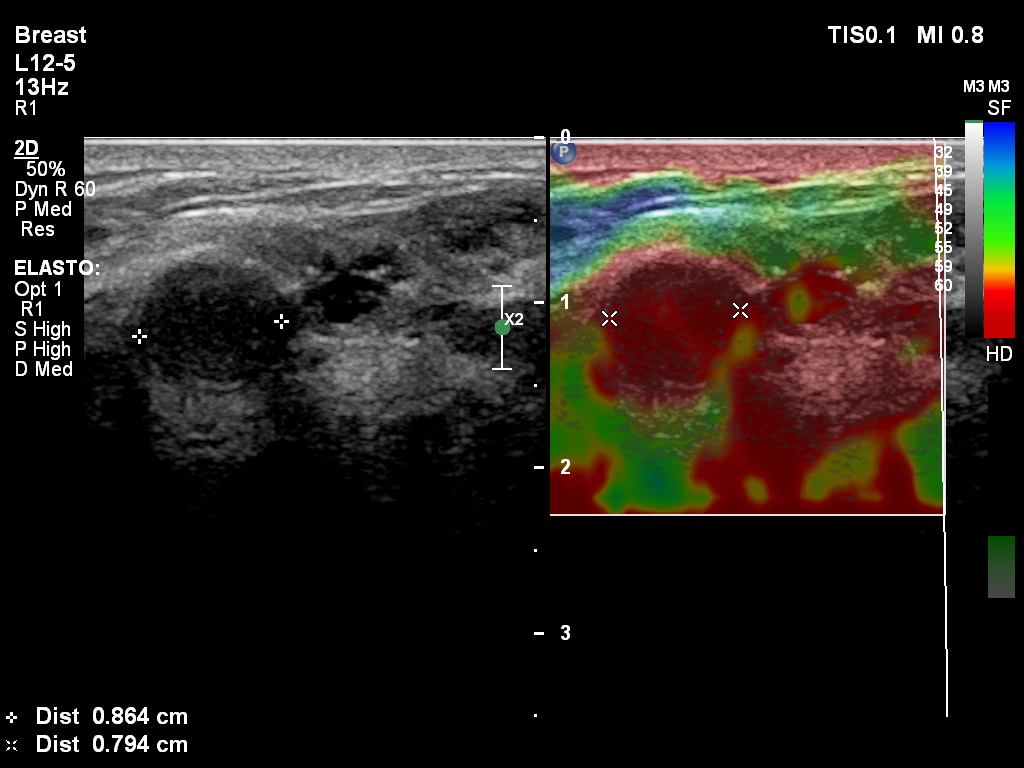 Breast
L12-5
13Hz
R1
2D
50%
Dyn R 60
P Med
Res
ELASTO:
Opt 1
R1
S High
P High
D Med
TIS0.1 MI 0.8
M3 M3
SF
P
0
32
39
45
49
52
55
59
60
HD
1
X2
2
3
Dist 0.864 cm
Dist 0.794 cm